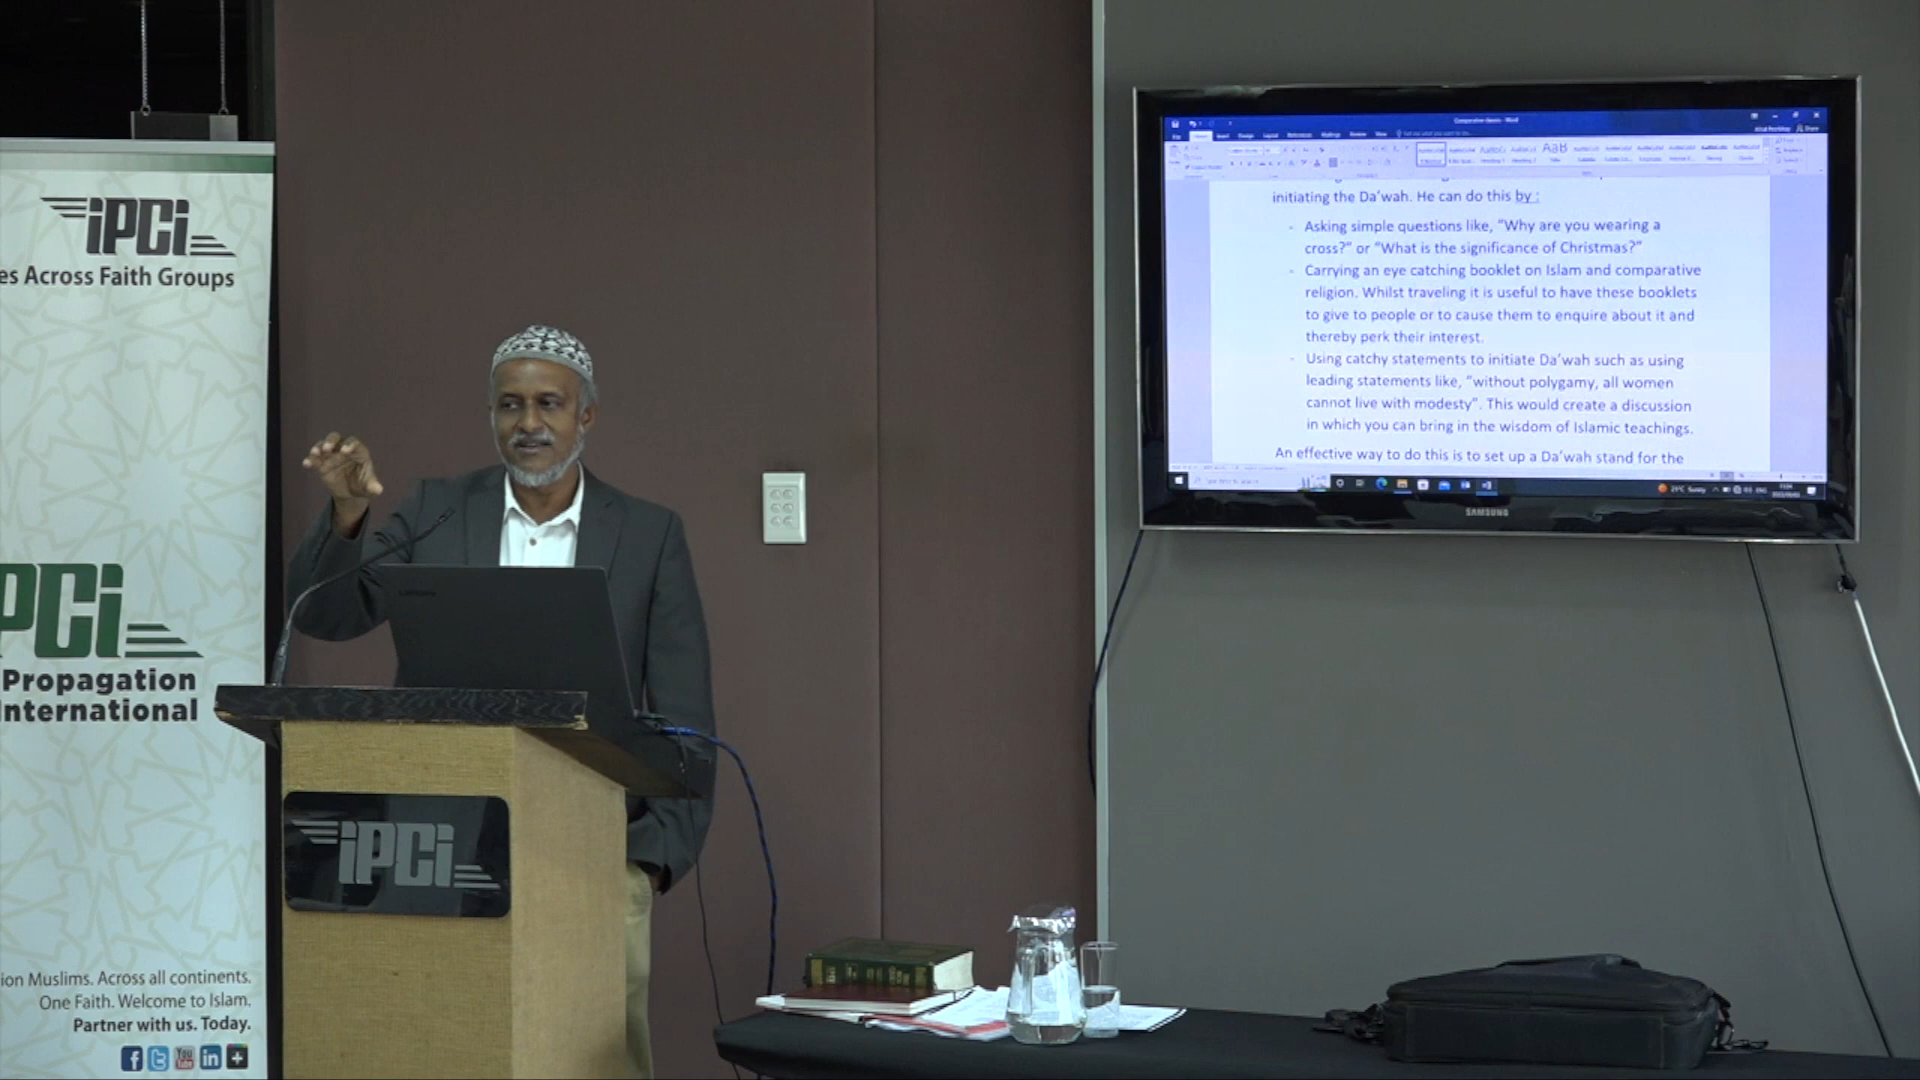 iPCi
es Across Faith Groups
PCi
Propagation
International
ion Muslims. Across all continents.
One Faith. Welcome to Islam.
Partner with us. Today.
f
You
in
iPCi
Lenovo
initiating the Da'wah. He can do this by :
- Asking simple questions like, "Why are you wearing a
cross?" or "What is the significance of Christmas?"
- Carrying an eye catching booklet on Islam and comparative
religion. Whilst traveling it is useful to have these booklets
to give to people or to cause them to enquire about it and
thereby perk their interest.
- Using catchy statements to initiate Da'wah such as using
leading statements like, "without polygamy, all women
cannot live with modesty". This would create a discussion
in which you can bring in the wisdom of Islamic teachings.
An effective way to do this is to set up a Da'wah stand for the
SAMSUNG